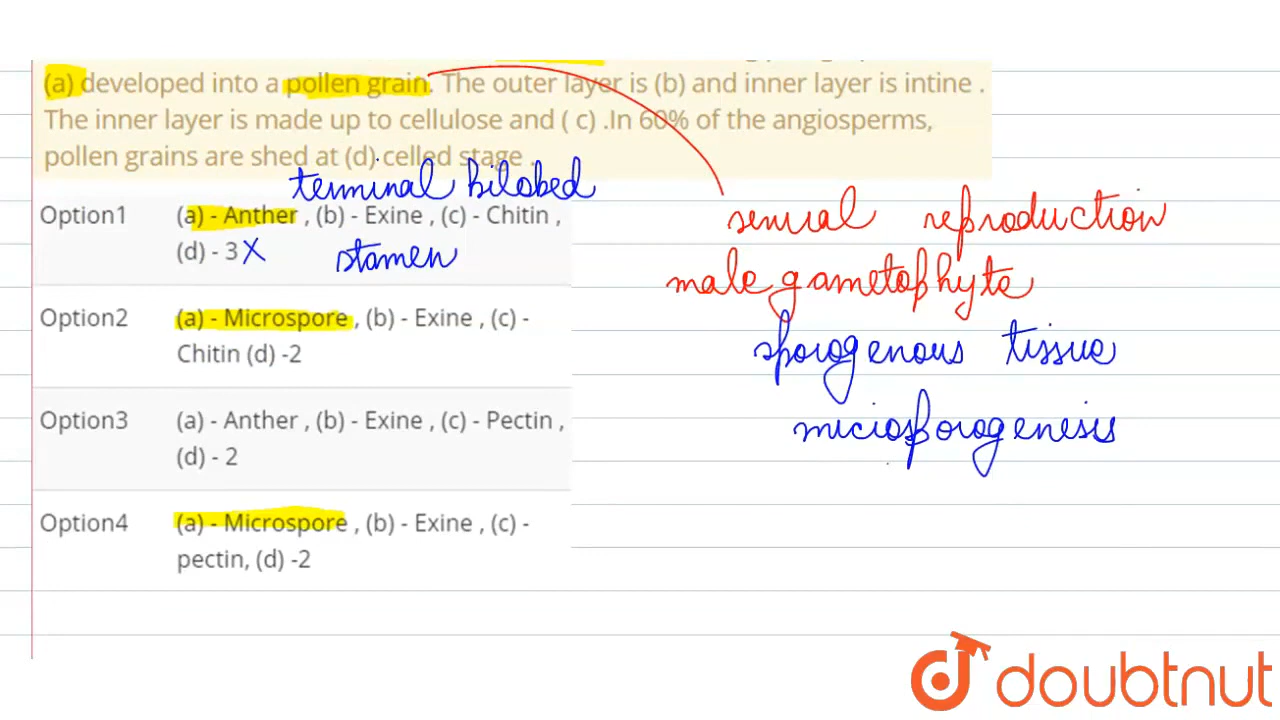 (a) developed into a pollen grain. The outer layer is (b) and inner layer is intine .
The inner layer is made up to cellulose and ( c) .In 60% of the angiosperms,
pollen grains are shed at (d) celled stage .
terminal bilobed
Option1 (a) - Anther , (b) - Exine , (c) - Chitin ,
(d) - 3 X
stamen
Option2 (a) - Microspore , (b) - Exine , (c) -
Chitin (d) -2
Option3 (a) - Anther , (b) - Exine , (c) - Pectin ,
(d) - 2
Option4 (a) - Microspore , (b) - Exine , (c) -
pectin, (d) -2
reproduction
male gametophyte
sporogenous tissue
microsporogenesis
doubtnut